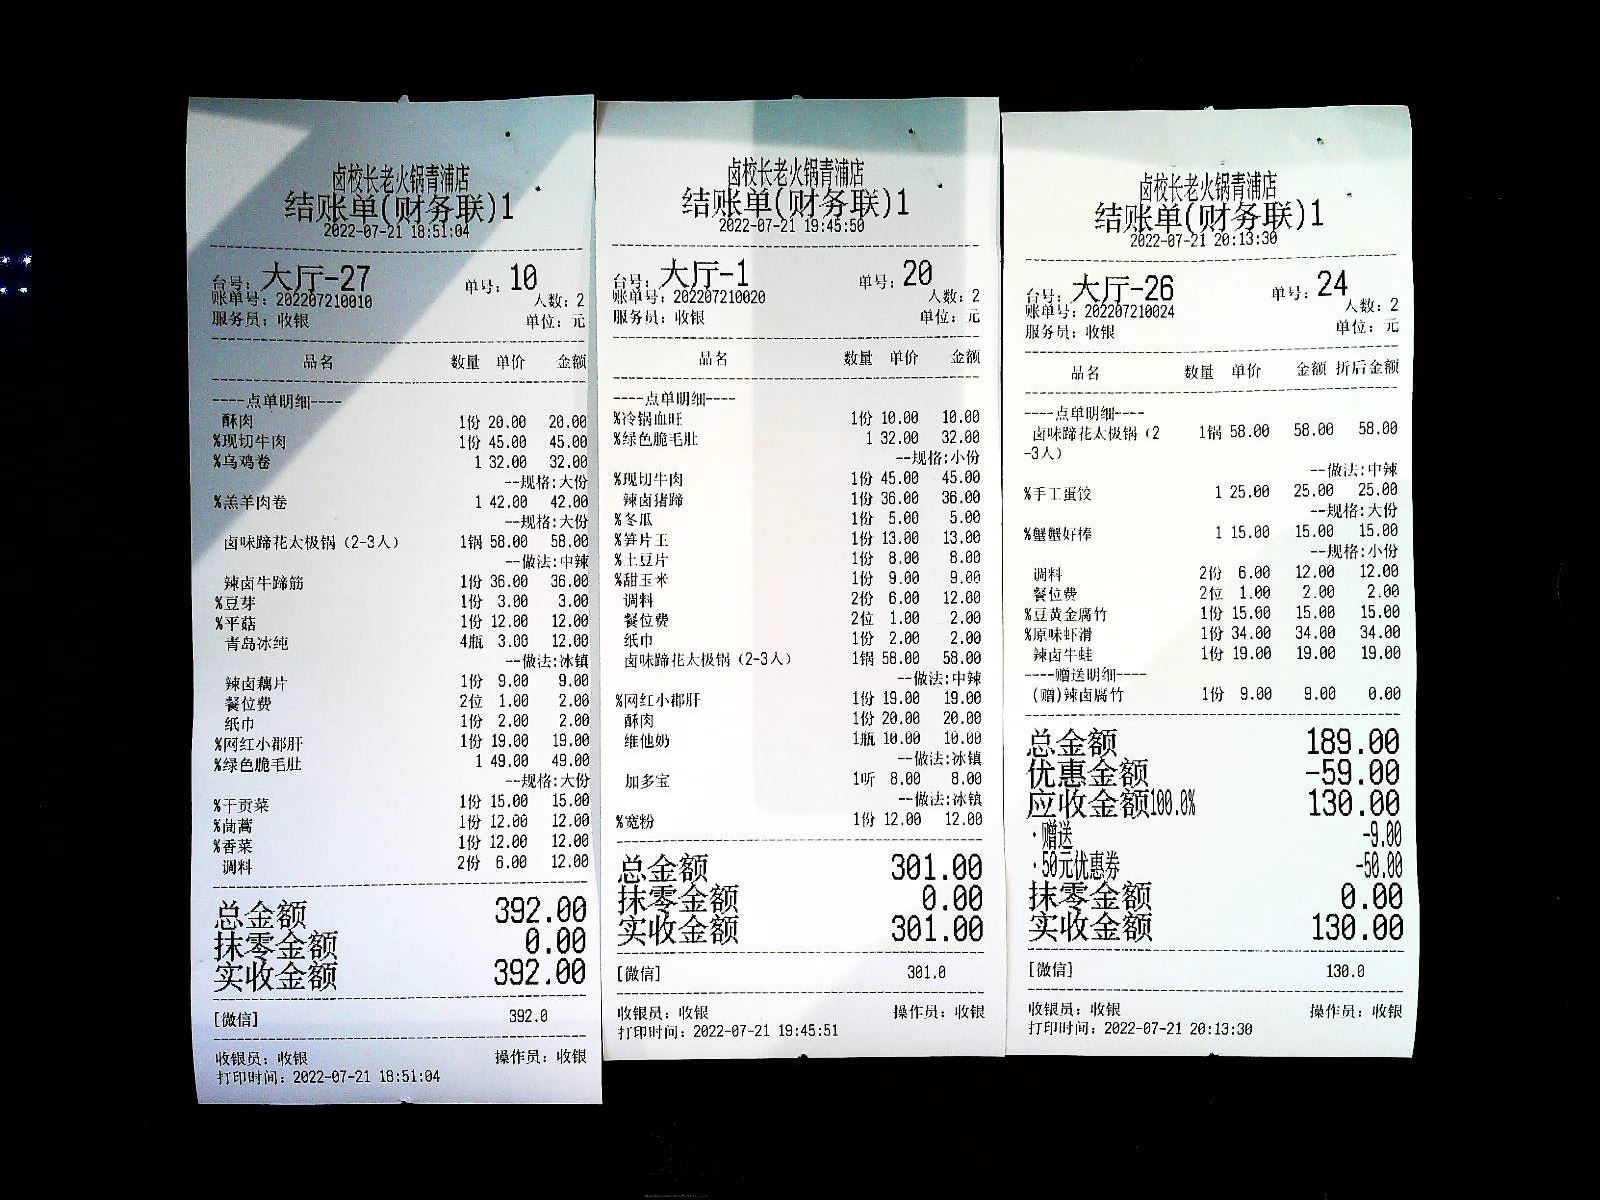 卤校长老火锅青浦店
结账单(财务联)1
2022-07-21 18:51:04
台号: 大厅-27 单号: 10
账单号: 202207210010 人数: 2
服务员: 收银 单位: 元
品名 数量 单价 金额
----点单明细----
酥肉 1份 20.00 20.00
%现切牛肉 1份 45.00 45.00
%乌鸡卷 1 32.00 32.00
--规格:大份
%羔羊肉卷 1 42.00 42.00
--规格:大份
卤味蹄花太极锅(2-3人) 1锅 58.00 58.00
--做法:中辣
辣卤牛蹄筋 1份 36.00 36.00
%豆芽 1份 3.00 3.00
%平菇 1份 12.00 12.00
青岛冰纯 4瓶 3.00 12.00
--做法:冰镇
辣卤藕片 1份 9.00 9.00
餐位费 2位 1.00 2.00
纸巾 1份 2.00 2.00
%网红小郡肝 1份 19.00 19.00
%绿色脆毛肚 1 49.00 49.00
--规格:大份
%干贡菜 1份 15.00 15.00
%茼蒿 1份 12.00 12.00
%香菜 1份 12.00 12.00
调料 2份 6.00 12.00
总金额 392.00
抹零金额 0.00
实收金额 392.00
[微信] 392.0
收银员: 收银 操作员: 收银
打印时间: 2022-07-21 18:51:04
卤校长老火锅青浦店
结账单(财务联)1
2022-07-21 19:45:50
台号: 大厅-1 单号: 20
账单号: 202207210020 人数: 2
服务员: 收银 单位: 元
品名 数量 单价 金额
----点单明细----
%冷锅血旺 1份 10.00 10.00
%绿色脆毛肚 1 32.00 32.00
--规格:小份
%现切牛肉 1份 45.00 45.00
辣卤猪蹄 1份 36.00 36.00
%冬瓜 1份 5.00 5.00
%笋片王 1份 13.00 13.00
%土豆片 1份 8.00 8.00
%甜玉米 1份 9.00 9.00
调料 2份 6.00 12.00
餐位费 2位 1.00 2.00
纸巾 1份 2.00 2.00
卤味蹄花太极锅(2-3人) 1锅 58.00 58.00
--做法:中辣
%网红小郡肝 1份 19.00 19.00
酥肉 1份 20.00 20.00
维他奶 1瓶 10.00 10.00
--做法:冰镇
加多宝 1听 8.00 8.00
--做法:冰镇
%宽粉 1份 12.00 12.00
总金额 301.00
抹零金额 0.00
实收金额 301.00
[微信] 301.0
收银员: 收银 操作员: 收银
打印时间: 2022-07-21 19:45:51
卤校长老火锅青浦店
结账单(财务联)1
2022-07-21 20:13:30
台号: 大厅-26 单号: 24
账单号: 202207210024 人数: 2
服务员: 收银 单位: 元
品名 数量 单价 金额 折后金额
----点单明细----
卤味蹄花太极锅(2 1锅 58.00 58.00 58.00
-3人)
--做法:中辣
%手工蛋饺 1 25.00 25.00 25.00
--规格:大份
%蟹蟹好棒 1 15.00 15.00 15.00
--规格:小份
调料 2份 6.00 12.00 12.00
餐位费 2位 1.00 2.00 2.00
%豆黄金腐竹 1份 15.00 15.00 15.00
%原味虾滑 1份 34.00 34.00 34.00
辣卤牛蛙 1份 19.00 19.00 19.00
----赠送明细----
(赠)辣卤腐竹 1份 9.00 9.00 0.00
总金额 189.00
优惠金额 -59.00
应收金额100.0% 130.00
·赠送 -9.00
·50元优惠券 -50.00
抹零金额 0.00
实收金额 130.00
[微信] 130.0
收银员: 收银 操作员: 收银
打印时间: 2022-07-21 20:13:30